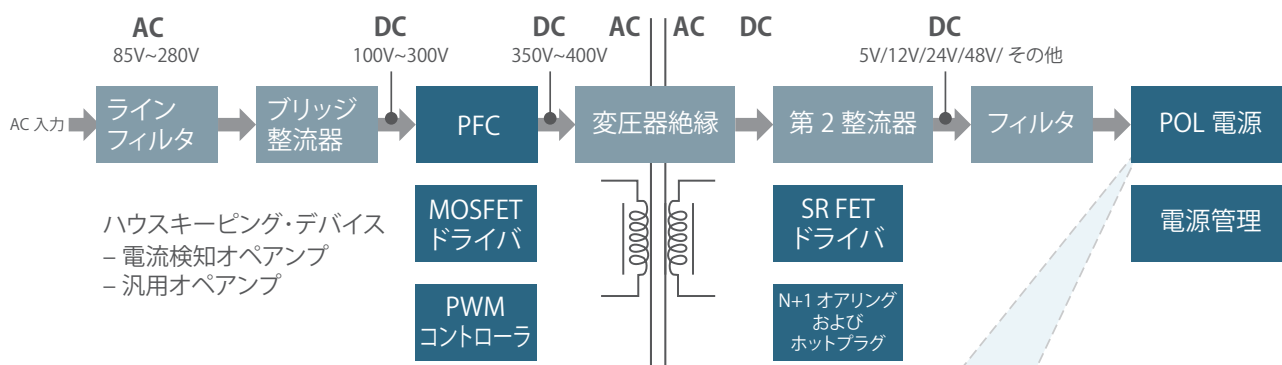 AC
85V~280V
DC
100V~300V
DC
350V~400V
AC
AC
DC
DC
5V/12V/24V/48V/ その他
AC 入力
ライン
フィルタ
ブリッジ
整流器
PFC
変圧器絶縁
第 2 整流器
フィルタ
POL 電源
ハウスキーピング・デバイス
– 電流検知オペアンプ
– 汎用オペアンプ
MOSFET
ドライバ
SR FET
ドライバ
電源管理
PWM
コントローラ
N+1 オアリング
および
ホットプラグ